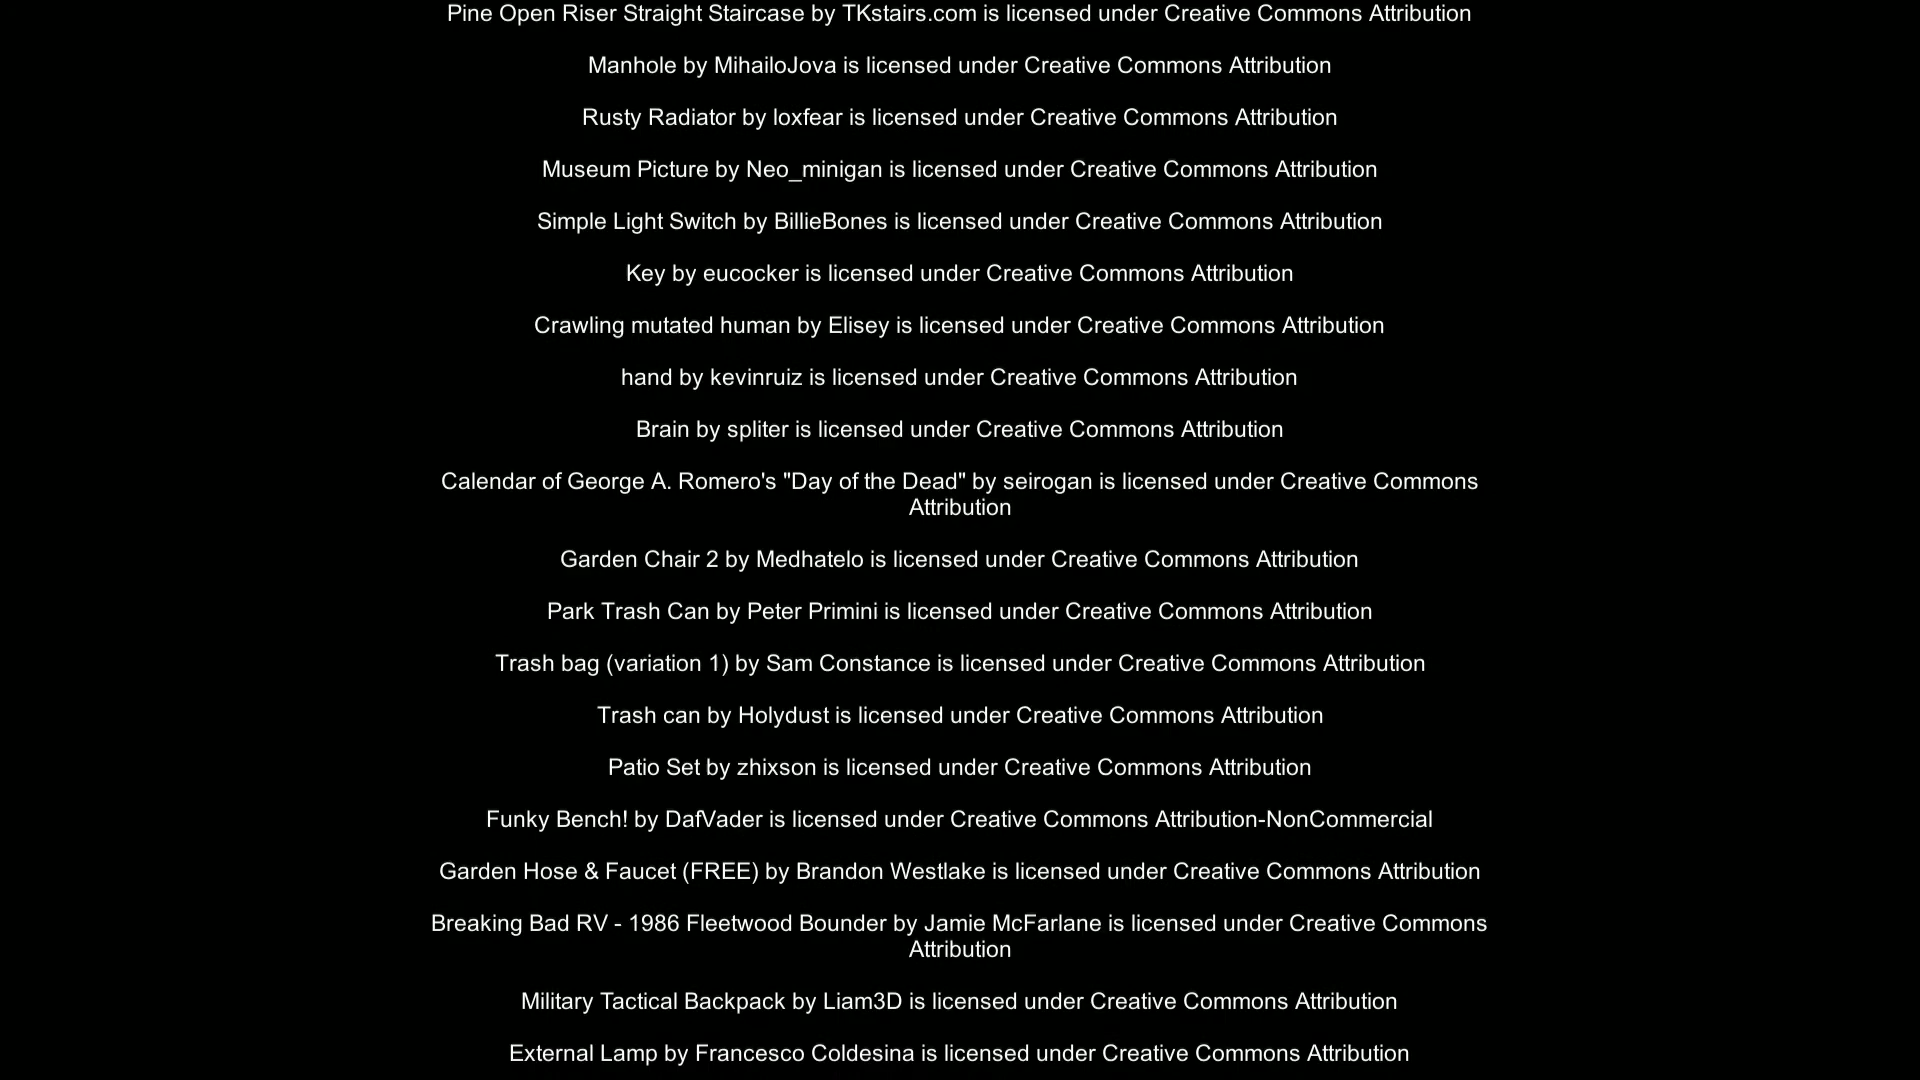 Pine Open Riser Straight Staircase by TKstairs.com is licensed under Creative Commons Attribution
Manhole by MihailoJova is licensed under Creative Commons Attribution
Rusty Radiator by loxfear is licensed under Creative Commons Attribution
Museum Picture by Neo_minigan is licensed under Creative Commons Attribution
Simple Light Switch by BillieBones is licensed under Creative Commons Attribution
Key by eucocker is licensed under Creative Commons Attribution
Crawling mutated human by Elisey is licensed under Creative Commons Attribution
hand by kevinruiz is licensed under Creative Commons Attribution
Brain by spliter is licensed under Creative Commons Attribution
Calendar of George A. Romero's "Day of the Dead" by seirogan is licensed under Creative Commons
Attribution
Garden Chair 2 by Medhatelo is licensed under Creative Commons Attribution
Park Trash Can by Peter Primini is licensed under Creative Commons Attribution
Trash bag (variation 1) by Sam Constance is licensed under Creative Commons Attribution
Trash can by Holydust is licensed under Creative Commons Attribution
Patio Set by zhixson is licensed under Creative Commons Attribution
Funky Bench! by DafVader is licensed under Creative Commons Attribution-NonCommercial
Garden Hose & Faucet (FREE) by Brandon Westlake is licensed under Creative Commons Attribution
Breaking Bad RV - 1986 Fleetwood Bounder by Jamie McFarlane is licensed under Creative Commons
Attribution
Military Tactical Backpack by Liam3D is licensed under Creative Commons Attribution
External Lamp by Francesco Coldesina is licensed under Creative Commons Attribution